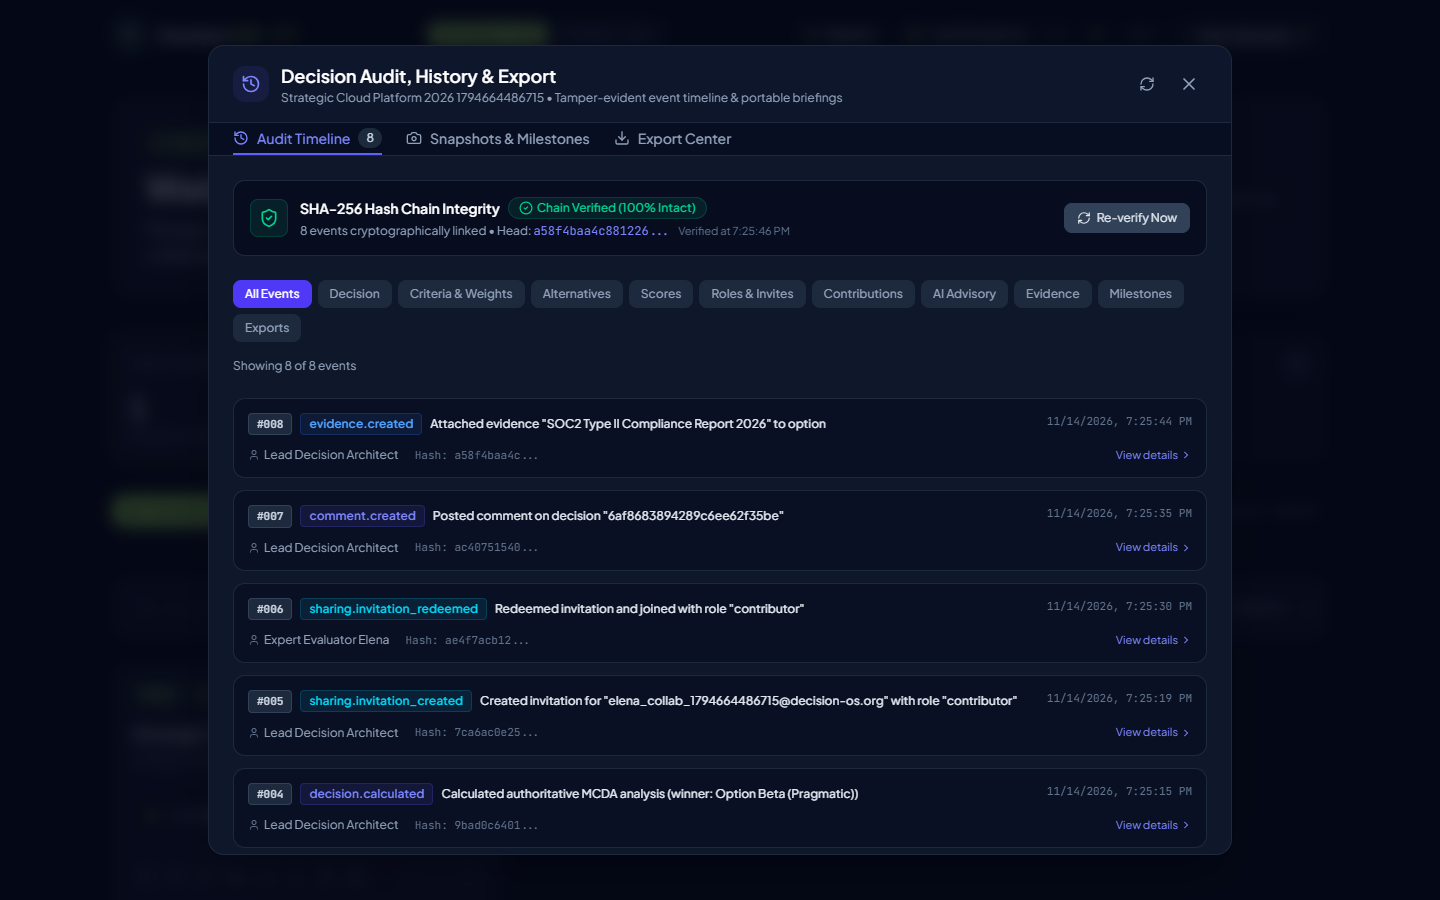 Decision Audit, History & Export
Strategic Cloud Platform 2026 1794664486715 • Tamper-evident event timeline & portable briefings
Audit Timeline 8 Snapshots & Milestones Export Center
SHA-256 Hash Chain Integrity Chain Verified (100% Intact)
8 events cryptographically linked • Head: a58f4baa4c881226... Verified at 7:25:46 PM
Re-verify Now
All Events Decision Criteria & Weights Alternatives Scores Roles & Invites Contributions AI Advisory Evidence Milestones
Exports
Showing 8 of 8 events
#008 evidence.created Attached evidence "SOC2 Type II Compliance Report 2026" to option 11/14/2026, 7:25:44 PM
Lead Decision Architect Hash: a58f4baa4c... View details
#007 comment.created Posted comment on decision "6af8683894289c6ee62f35be" 11/14/2026, 7:25:35 PM
Lead Decision Architect Hash: ac40751540... View details
#006 sharing.invitation_redeemed Redeemed invitation and joined with role "contributor" 11/14/2026, 7:25:30 PM
Expert Evaluator Elena Hash: ae4f7acb12... View details
#005 sharing.invitation_created Created invitation for "elena_collab_1794664486715@decision-os.org" with role "contributor" 11/14/2026, 7:25:19 PM
Lead Decision Architect Hash: 7ca6ac0e25... View details
#004 decision.calculated Calculated authoritative MCDA analysis (winner: Option Beta (Pragmatic)) 11/14/2026, 7:25:15 PM
Lead Decision Architect Hash: 9bad0c6401... View details